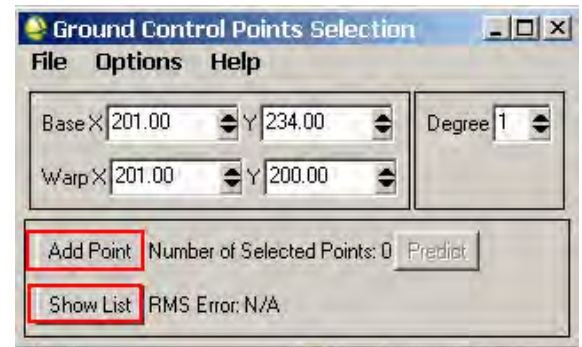 Ground Control Points Selection
File Options Help
Base X 201.00 Y 234.00 Degree 1
Warp X 201.00 Y 200.00
Add Point Number of Selected Points: 0 Predict
Show List RMS Error: N/A